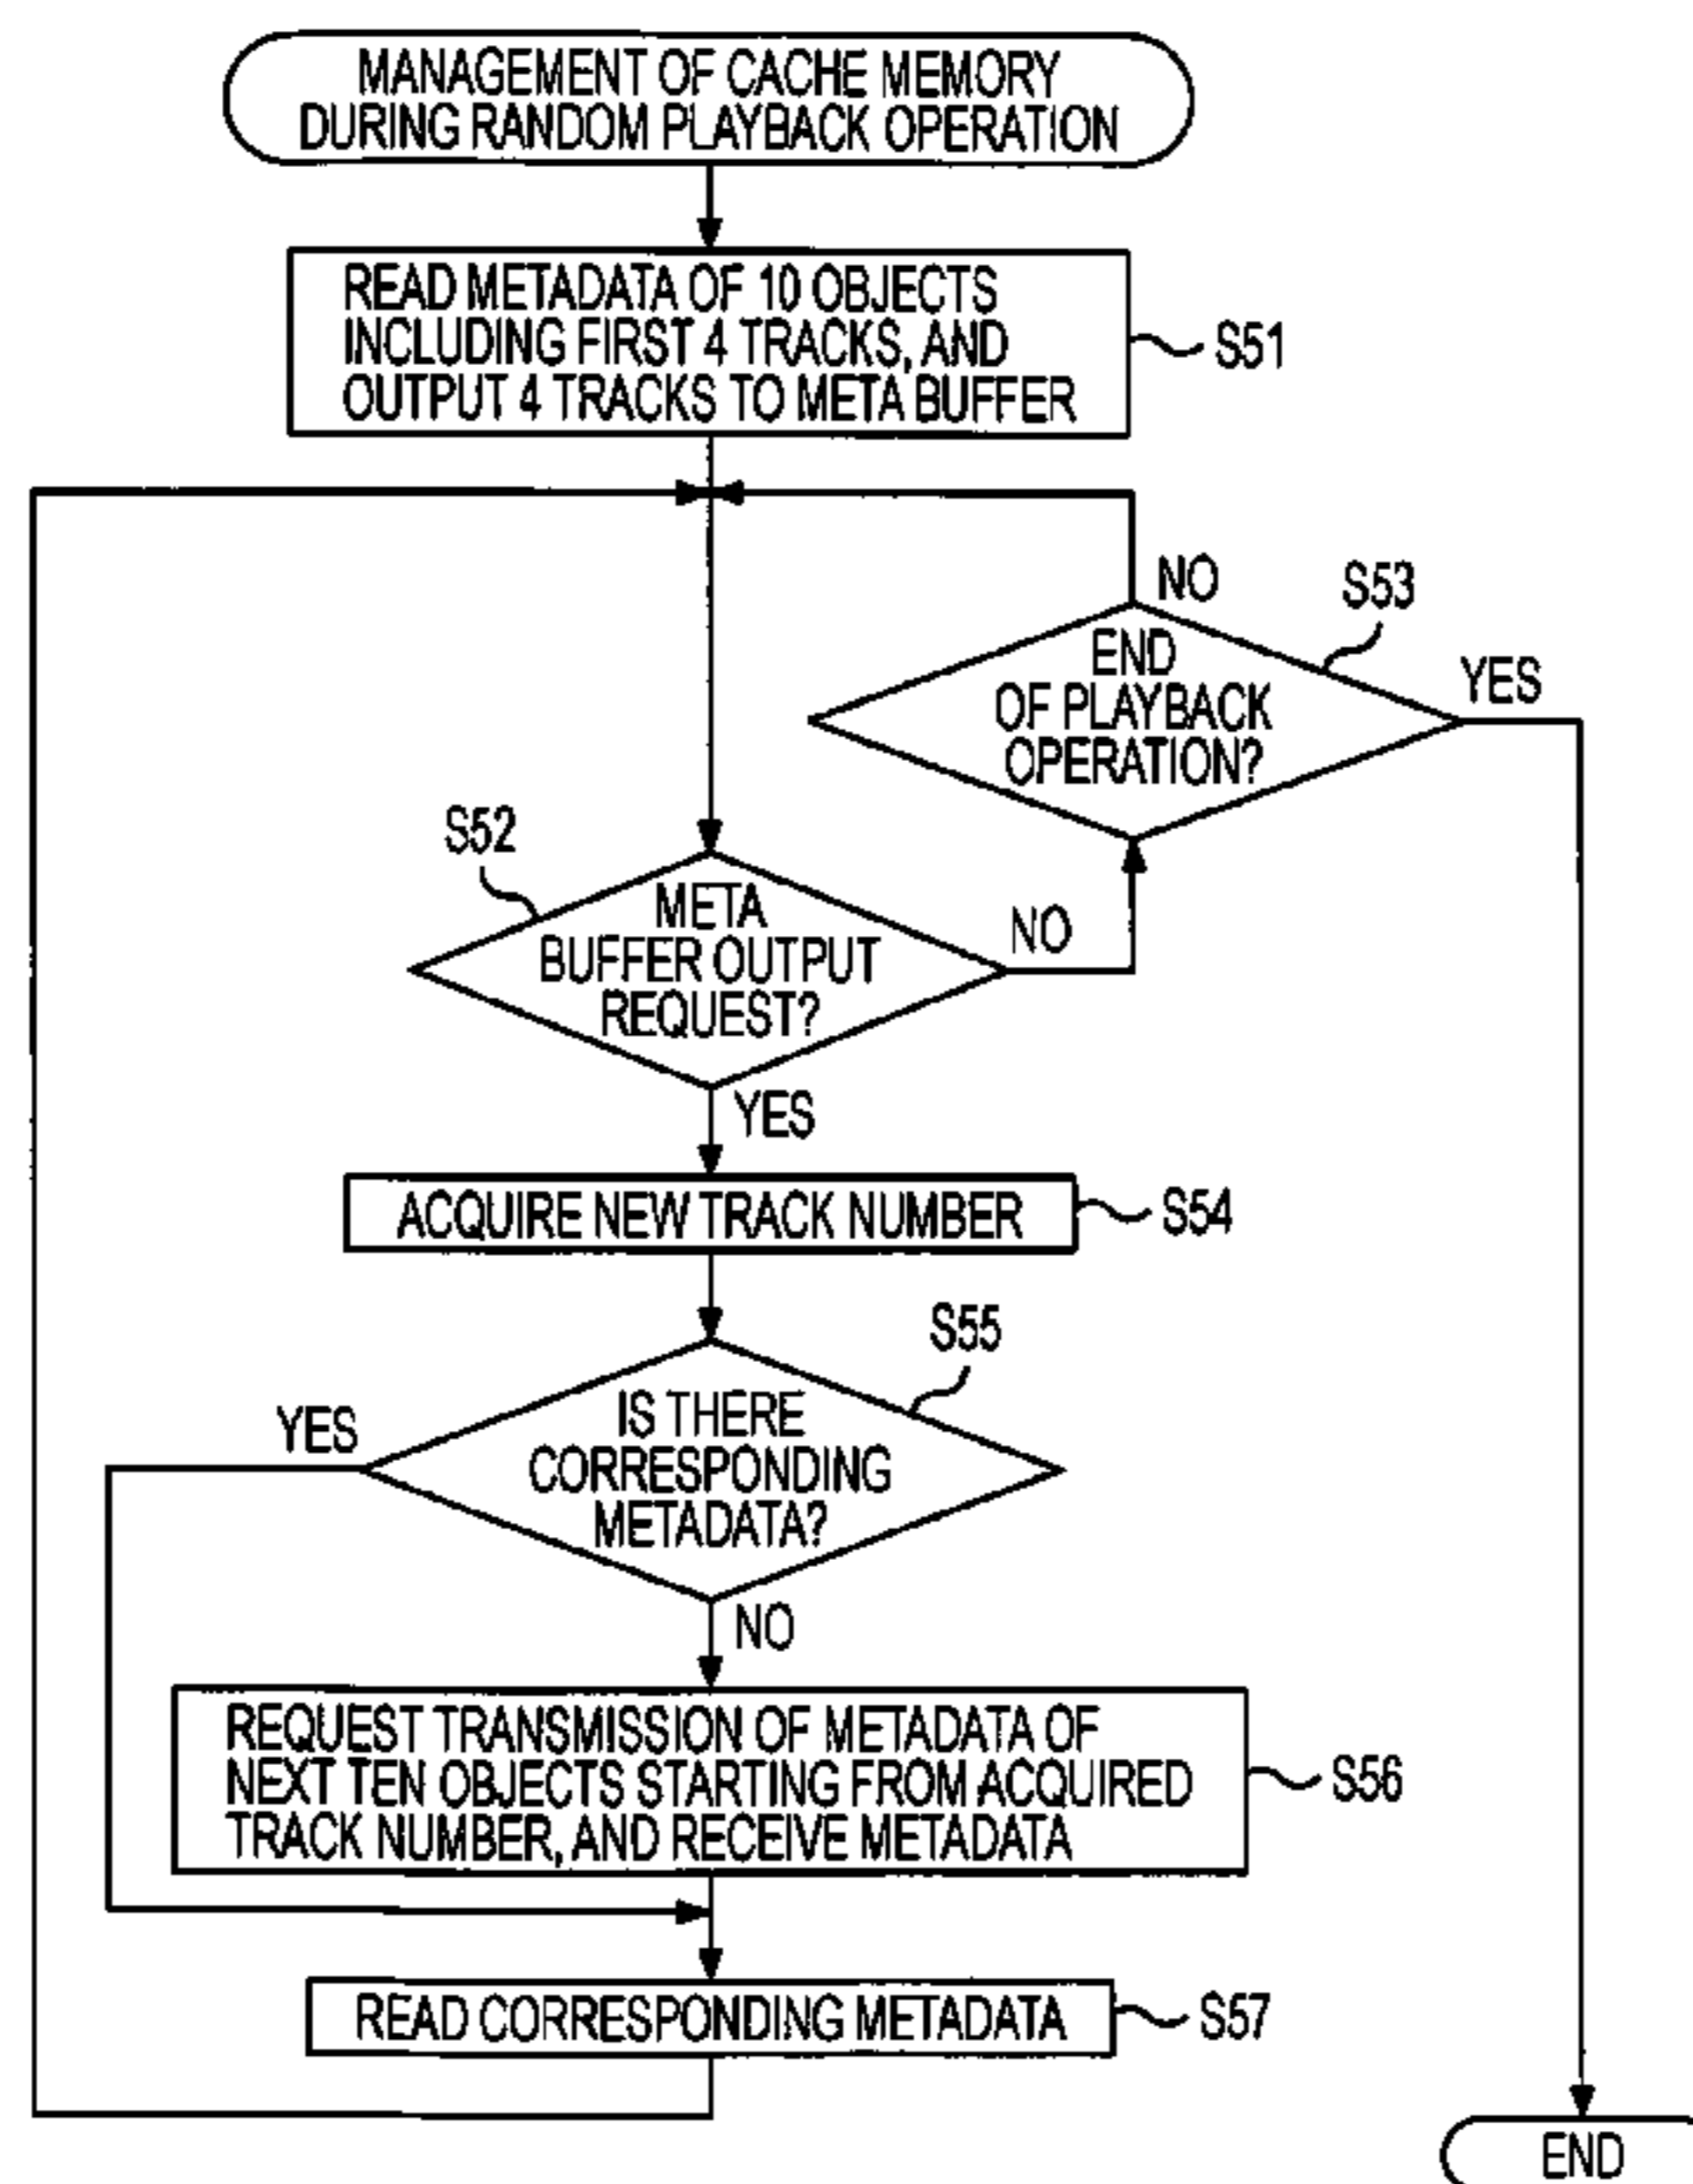 MANAGEMENT OF CACHE MEMORY
DURING RANDOM PLAYBACK OPERATION
READ METADATA OF 10 OBJECTS
INCLUDING FIRST 4 TRACKS, AND
OUTPUT 4 TRACKS TO META BUFFER
S51
NO
S53
END
OF PLAYBACK
OPERATION?
YES
S52
META
BUFFER OUTPUT
REQUEST?
NO
YES
ACQUIRE NEW TRACK NUMBER
S54
S55
IS THERE
CORRESPONDING
METADATA?
YES
NO
REQUEST TRANSMISSION OF METADATA OF
NEXT TEN OBJECTS STARTING FROM ACQUIRED
TRACK NUMBER, AND RECEIVE METADATA
S56
READ CORRESPONDING METADATA
S57
END